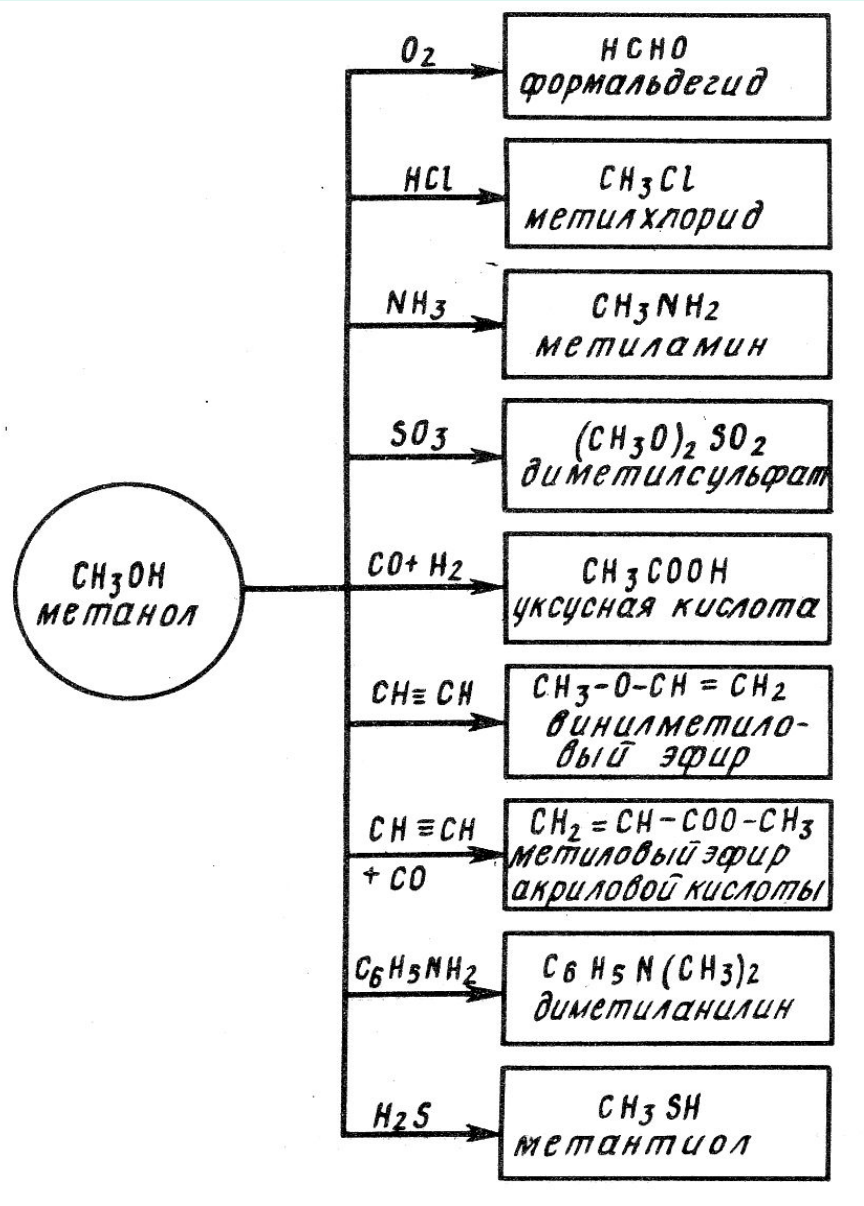 CH₃OH
метанол
O₂
HCHO
формальдегид
HCl
CH₃Cl
метилхлорид
NH₃
CH₃NH₂
метиламин
SO₃
(CH₃O)₂SO₂
диметилсульфат
CO+H₂
CH₃COOH
уксусная кислота
CH≡CH
CH₃-O-CH=CH₂
винилметило-
вый эфир
CH≡CH
+CO
CH₂=CH-COO-CH₃
метиловый эфир
акриловой кислоты
C₆H₅NH₂
C₆H₅N(CH₃)₂
диметиланилин
H₂S
CH₃SH
метантиол